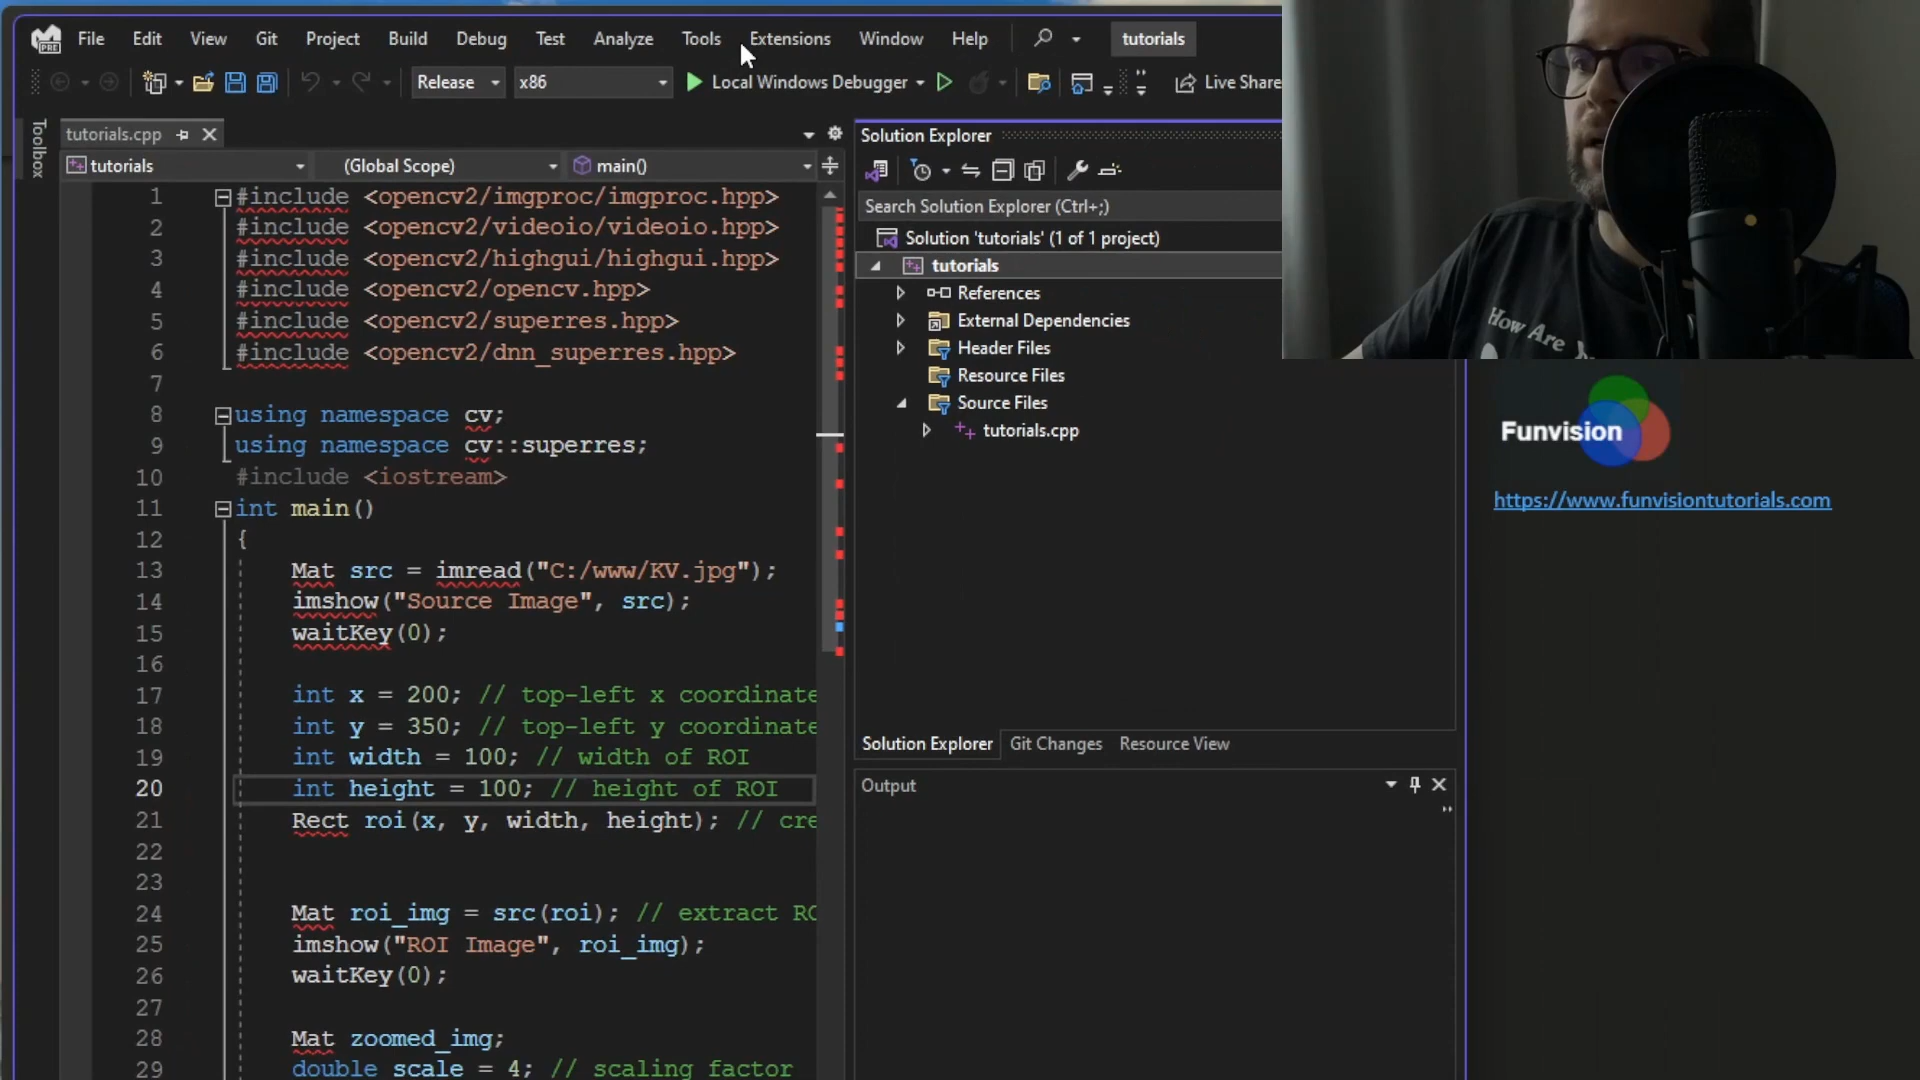 PRE File Edit View Git Project Build Debug Test Analyze Tools Extensions Window Help tutorials
Release x86 Local Windows Debugger Live Share
Toolbox
tutorials.cpp
tutorials (Global Scope) main()
1 #include <opencv2/imgproc/imgproc.hpp>
2 #include <opencv2/videoio/videoio.hpp>
3 #include <opencv2/highgui/highgui.hpp>
4 #include <opencv2/opencv.hpp>
5 #include <opencv2/superres.hpp>
6 #include <opencv2/dnn_superres.hpp>
7
8 using namespace cv;
9 using namespace cv::superres;
10 #include <iostream>
11 int main()
12 {
13 Mat src = imread("C:/www/KV.jpg");
14 imshow("Source Image", src);
15 waitKey(0);
16
17 int x = 200; // top-left x coordinate
18 int y = 350; // top-left y coordinate
19 int width = 100; // width of ROI
20 int height = 100; // height of ROI
21 Rect roi(x, y, width, height); // cre
22
23
24 Mat roi_img = src(roi); // extract RO
25 imshow("ROI Image", roi_img);
26 waitKey(0);
27
28 Mat zoomed_img;
29 double scale = 4; // scaling factor
Solution Explorer
Search Solution Explorer (Ctrl+;)
Solution 'tutorials' (1 of 1 project)
tutorials
References
External Dependencies
Header Files
Resource Files
Source Files
tutorials.cpp
Solution Explorer Git Changes Resource View
Output
How Are
Funvision
https://www.funvisiontutorials.com